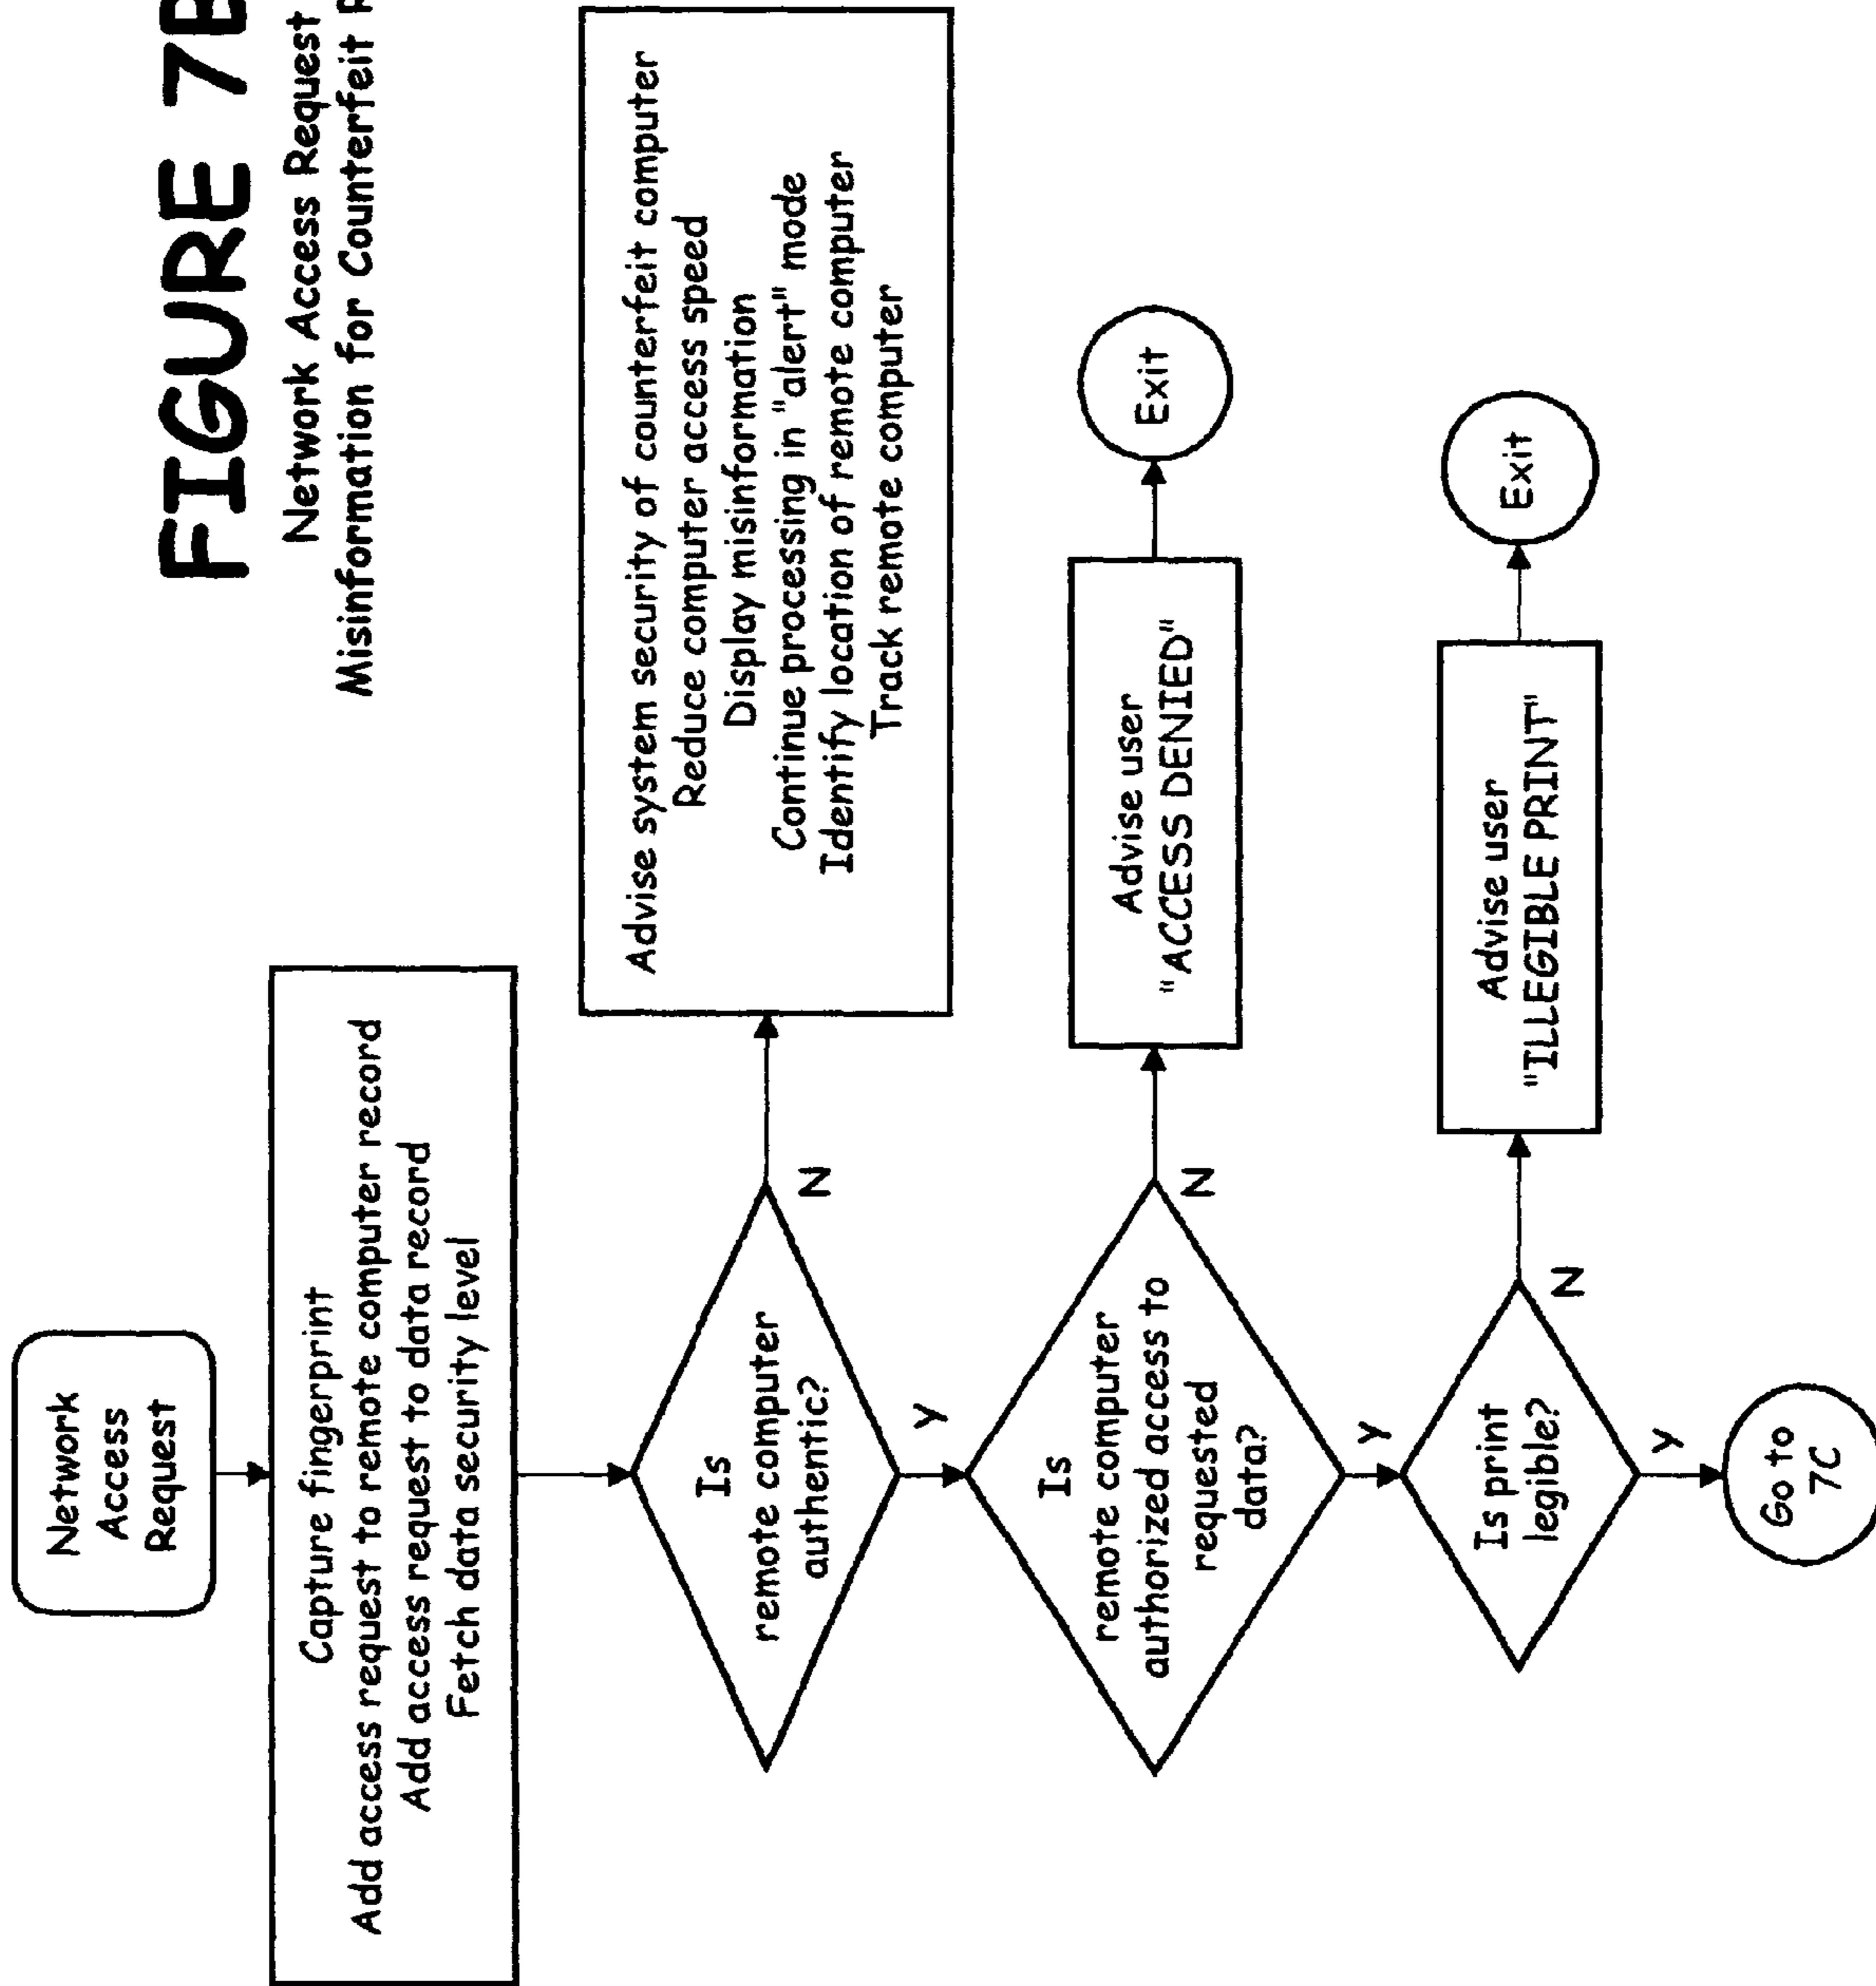 FIGURE 7B
Network Access Request
Misinformation for Counterfeit
Network
Access
Request
Capture fingerprint
Add access request to remote computer record
Add access request to data record
Fetch data security level
Is
remote computer
authentic?
N
Advise system security of counterfeit computer
Reduce computer access speed
Display misinformation
Continue processing in "alert" mode
Identify location of remote computer
Track remote computer
Y
Is
remote computer
authorized access to
requested
data?
N
Advise user
"ACCESS DENIED"
Exit
Y
Is print
legible?
N
Advise user
"ILLEGIBLE PRINT"
Exit
Y
Go to
7C